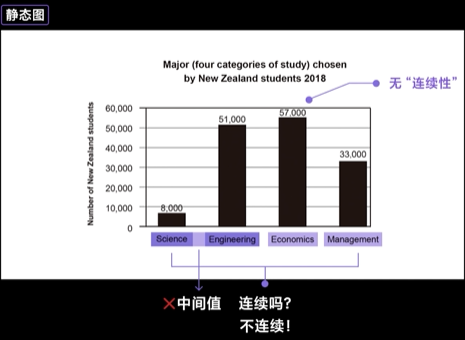 静态图
Major (four categories of study) chosen
by New Zealand students 2018
无“连续性”
Number of New Zealand students
60,000
50,000
40,000
30,000
20,000
10,000
0
8,000
51,000
57,000
33,000
Science
Engineering
Economics
Management
×中间值
连续吗?
不连续!